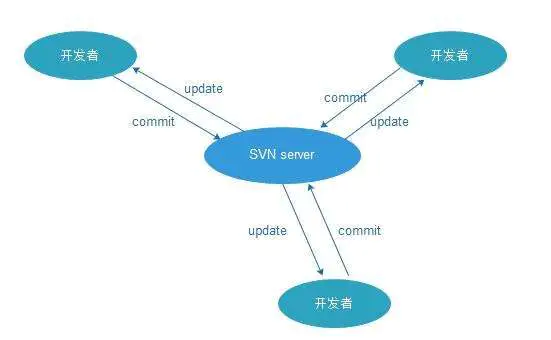 开发者
开发者
update
commit
commit
update
SVN server
update
commit
开发者